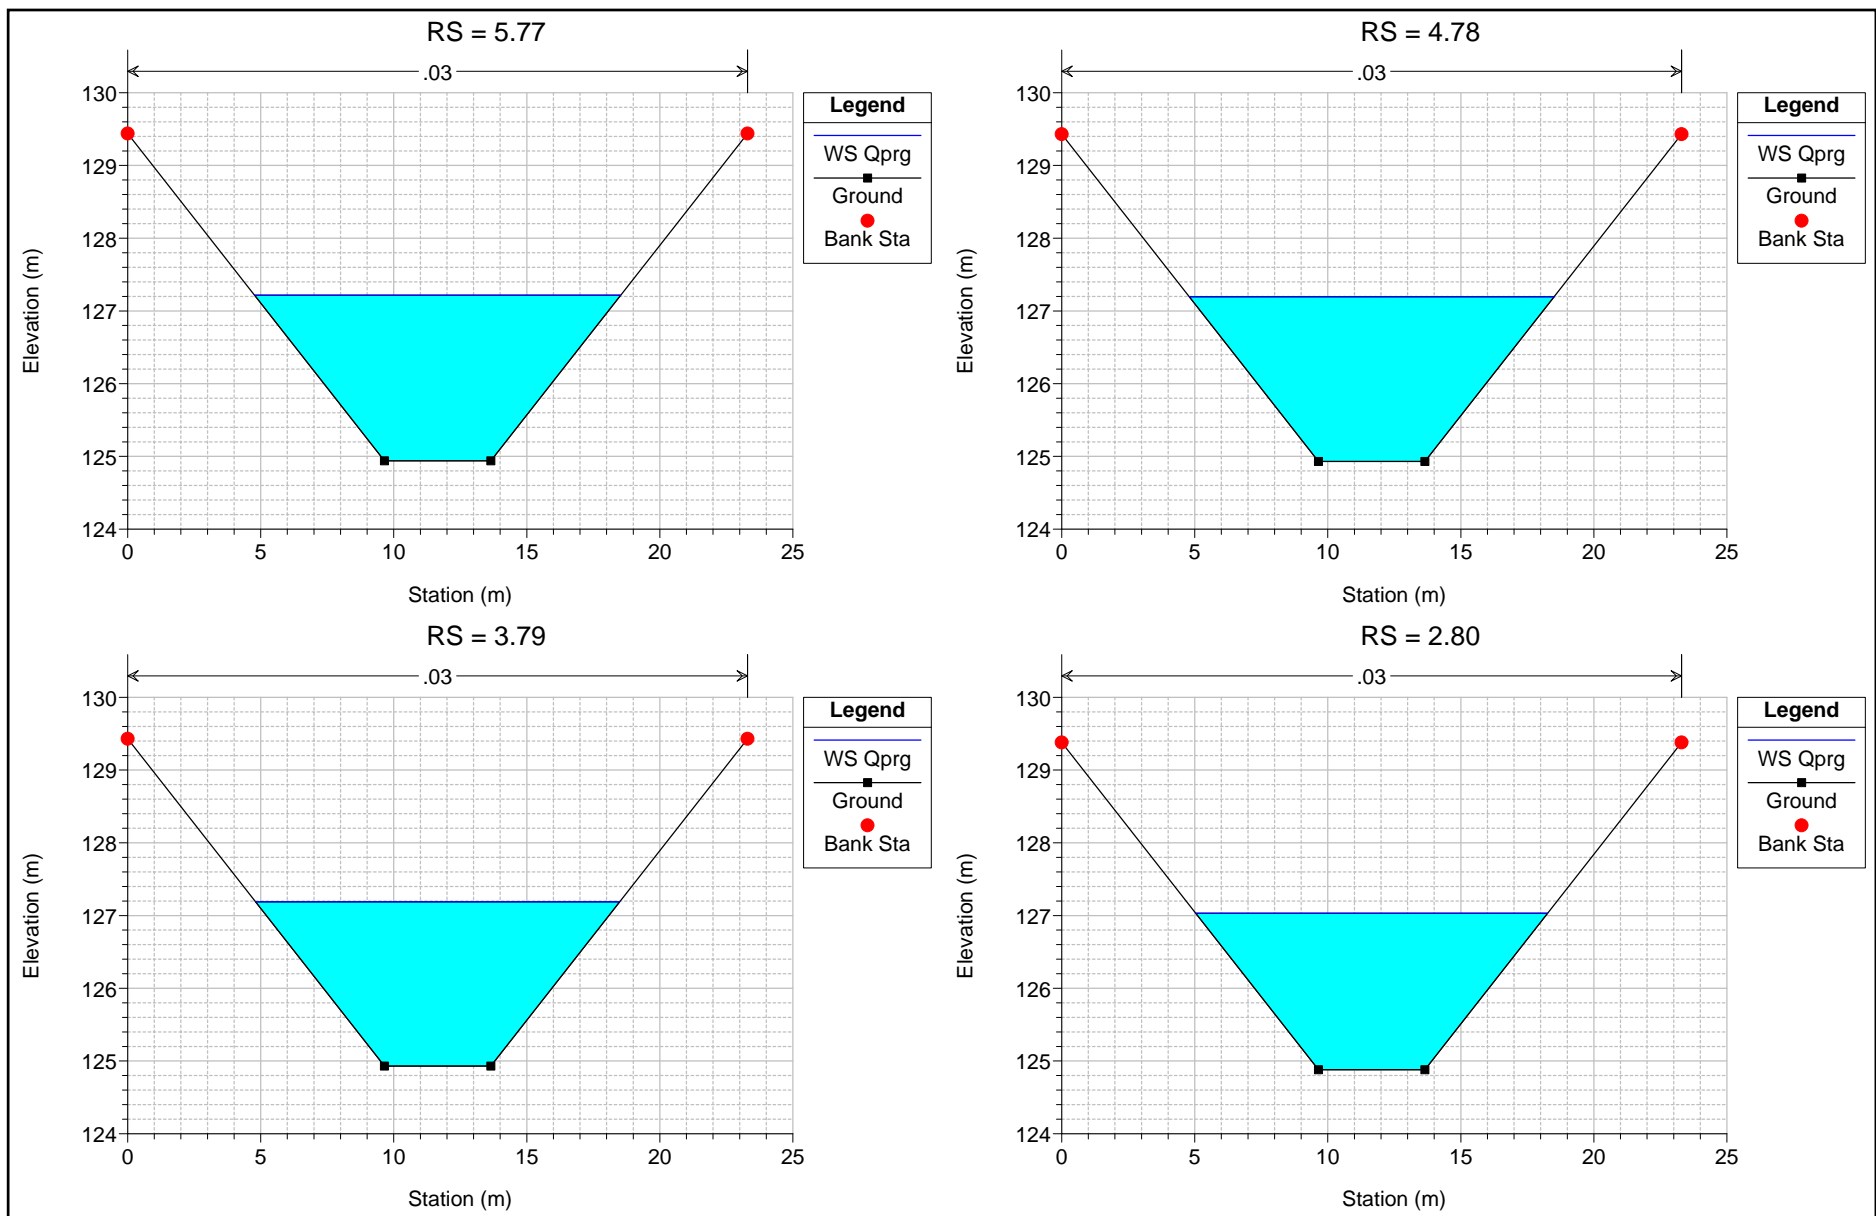 RS = 5.77
.03
130
129
128
127
126
125
124
0 5 10 15 20 25
Elevation (m)
Station (m)
Legend
WS Qprg
Ground
Bank Sta
RS = 4.78
.03
130
129
128
127
126
125
124
0 5 10 15 20 25
Elevation (m)
Station (m)
Legend
WS Qprg
Ground
Bank Sta
RS = 3.79
.03
130
129
128
127
126
125
124
0 5 10 15 20 25
Elevation (m)
Station (m)
Legend
WS Qprg
Ground
Bank Sta
RS = 2.80
.03
130
129
128
127
126
125
124
0 5 10 15 20 25
Elevation (m)
Station (m)
Legend
WS Qprg
Ground
Bank Sta